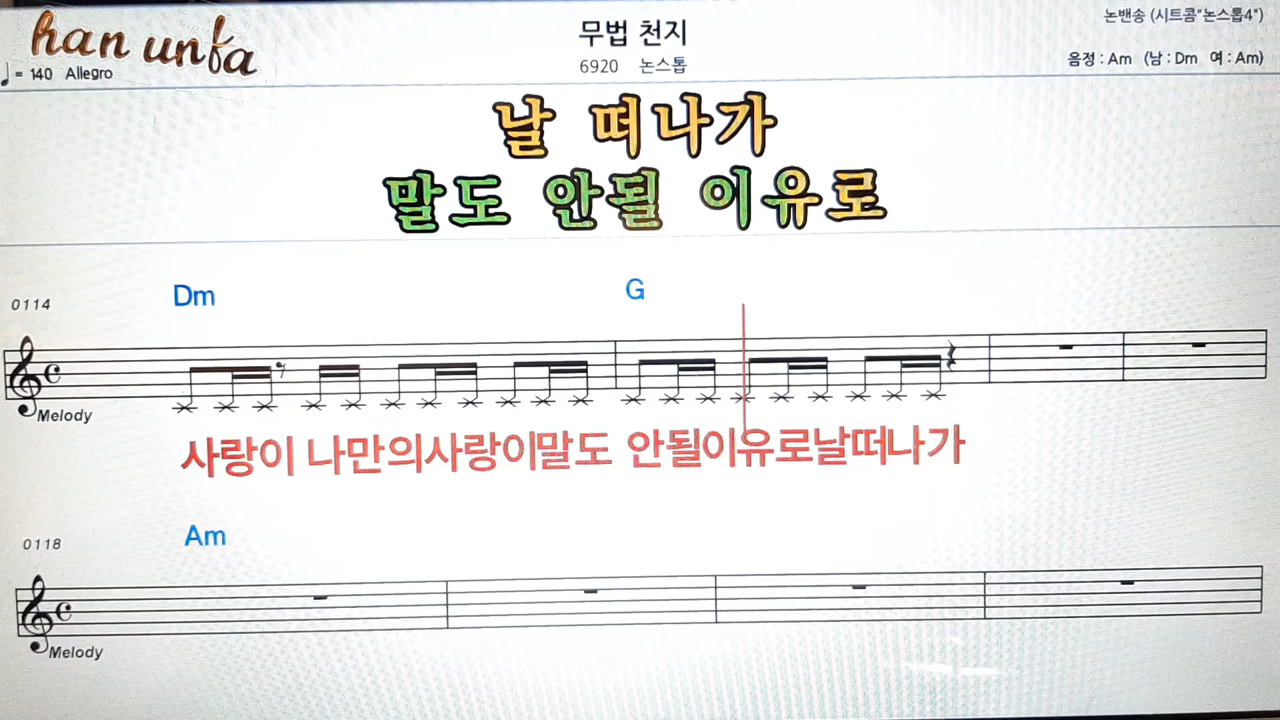 han unfa
무법 천지
논밴송 (시트콤"논스톱4")
♩ = 140 Allegro
6920 논스톱
음정 : Am (남 : Dm 여 : Am)
날 떠나가
말도 안될 이유로
0114
Dm G
Melody
사랑이 나만의사랑이말도 안될이유로날떠나가
0118
Am
Melody